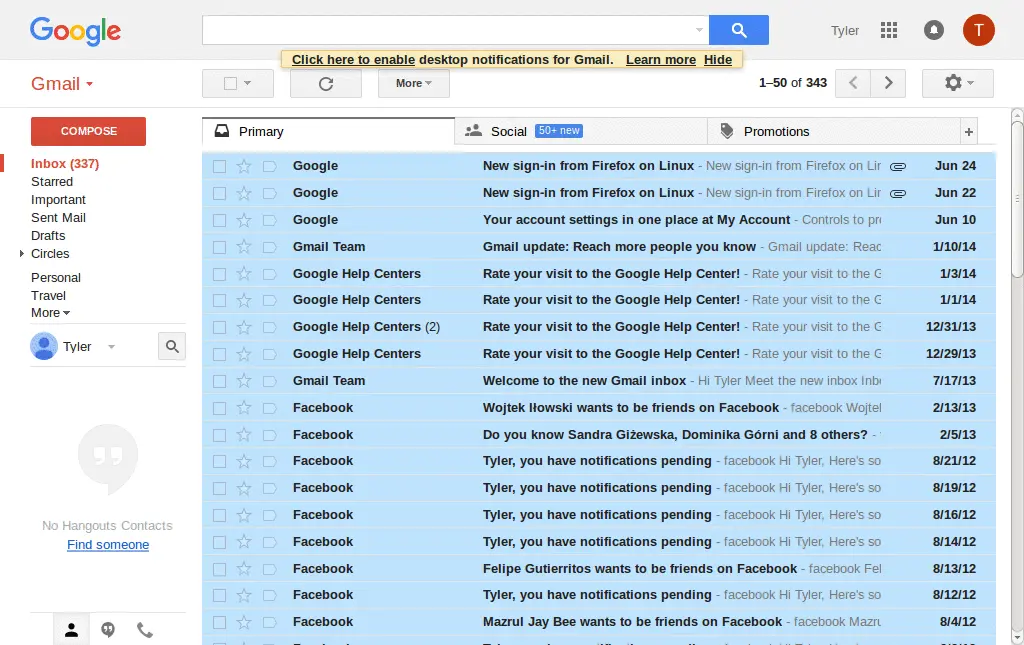 Google
Tyler
T
Click here to enable desktop notifications for Gmail. Learn more Hide
Gmail
More
1–50 of 343
COMPOSE
Inbox (337)
Starred
Important
Sent Mail
Drafts
Circles
Personal
Travel
More
Tyler
No Hangouts Contacts
Find someone
Primary
Social 50+ new
Promotions
+
Google New sign-in from Firefox on Linux - New sign-in from Firefox on Lin Jun 24
Google New sign-in from Firefox on Linux - New sign-in from Firefox on Lin Jun 22
Google Your account settings in one place at My Account - Controls to pro Jun 10
Gmail Team Gmail update: Reach more people you know - Gmail update: Reac 1/10/14
Google Help Centers Rate your visit to the Google Help Center! - Rate your visit to the G 1/3/14
Google Help Centers Rate your visit to the Google Help Center! - Rate your visit to the G 1/1/14
Google Help Centers (2) Rate your visit to the Google Help Center! - Rate your visit to the G 12/31/13
Google Help Centers Rate your visit to the Google Help Center! - Rate your visit to the G 12/29/13
Gmail Team Welcome to the new Gmail inbox - Hi Tyler Meet the new inbox Inb 7/17/13
Facebook Wojtek Iłowski wants to be friends on Facebook - facebook Wojtek 2/13/13
Facebook Do you know Sandra Giżewska, Dominika Górni and 8 others? - 2/5/13
Facebook Tyler, you have notifications pending - facebook Hi Tyler, Here's so 8/21/12
Facebook Tyler, you have notifications pending - facebook Hi Tyler, Here's so 8/19/12
Facebook Tyler, you have notifications pending - facebook Hi Tyler, Here's so 8/16/12
Facebook Tyler, you have notifications pending - facebook Hi Tyler, Here's so 8/14/12
Facebook Felipe Gutierritos wants to be friends on Facebook - facebook Fel 8/13/12
Facebook Tyler, you have notifications pending - facebook Hi Tyler, Here's so 8/12/12
Facebook Mazrul Jay Bee wants to be friends on Facebook - facebook Mazru 8/4/12